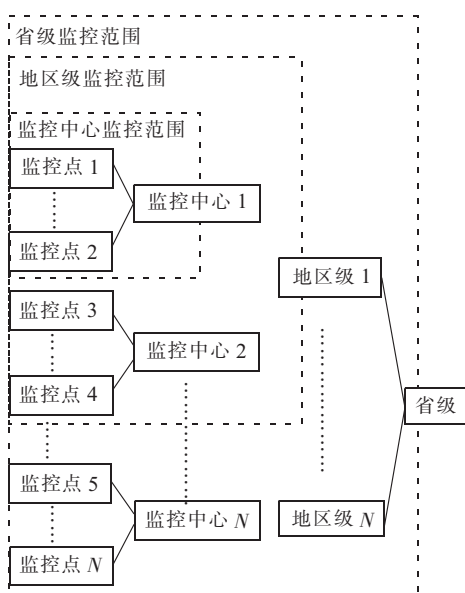 省级监控范围
地区级监控范围
监控中心监控范围
监控点 1
监控中心 1
监控点 2
地区级 1
监控点 3
监控中心 2
监控点 4
省级
监控点 5
监控中心 N
地区级 N
监控点 N